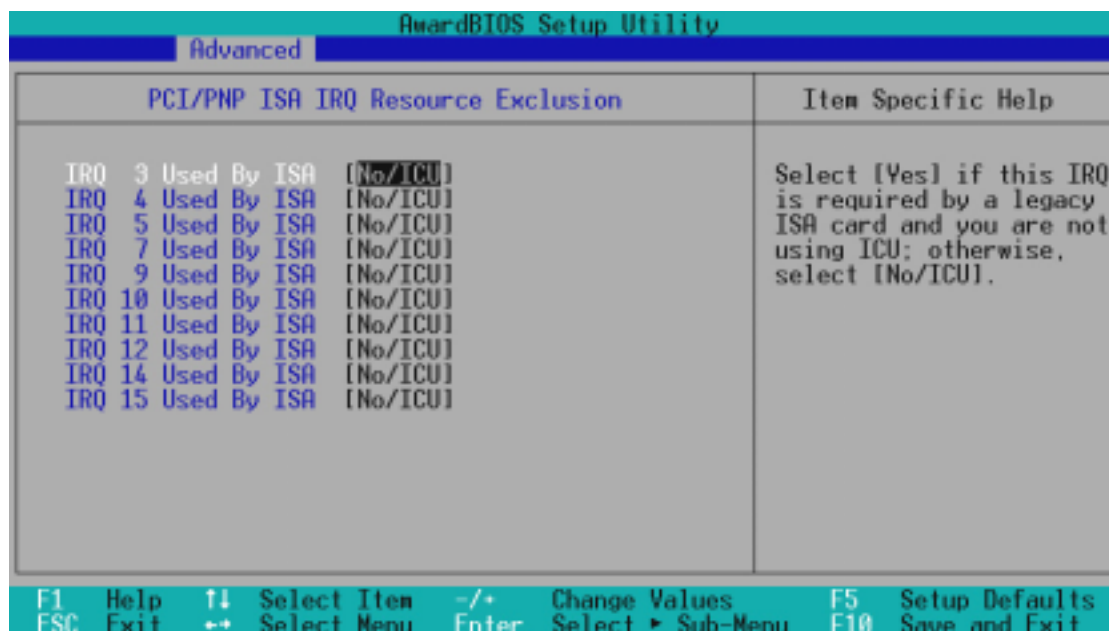 AwardBIOS Setup Utility
Advanced
PCI/PNP ISA IRQ Resource Exclusion
Item Specific Help
IRQ 3 Used By ISA [No/ICU]
IRQ 4 Used By ISA [No/ICU]
IRQ 5 Used By ISA [No/ICU]
IRQ 7 Used By ISA [No/ICU]
IRQ 9 Used By ISA [No/ICU]
IRQ 10 Used By ISA [No/ICU]
IRQ 11 Used By ISA [No/ICU]
IRQ 12 Used By ISA [No/ICU]
IRQ 14 Used By ISA [No/ICU]
IRQ 15 Used By ISA [No/ICU]
Select [Yes] if this IRQ
is required by a legacy
ISA card and you are not
using ICU; otherwise,
select [No/ICU].
F1 Help ↑↓ Select Item -/+ Change Values F5 Setup Defaults
ESC Exit ←→ Select Menu Enter Select ► Sub-Menu F10 Save and Exit